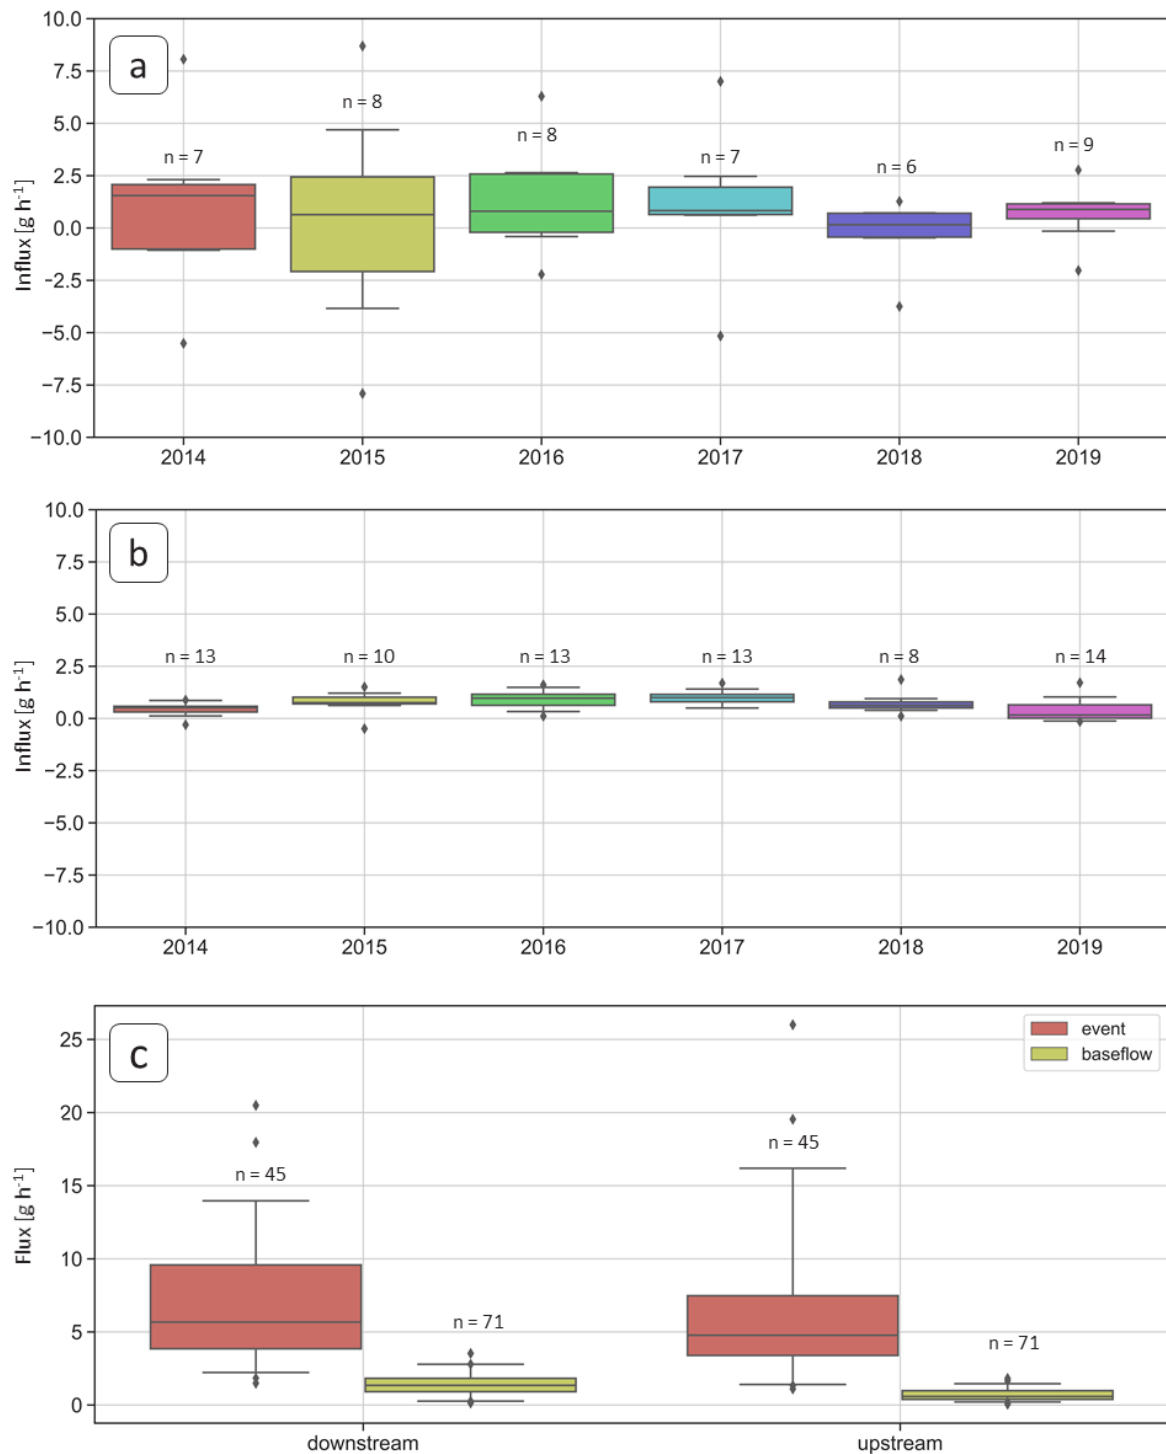 a
10.0
7.5
5.0
2.5
0.0
−2.5
−5.0
−7.5
−10.0
Influx [g h⁻¹]
n = 7
n = 8
n = 8
n = 7
n = 6
n = 9
2014 2015 2016 2017 2018 2019
b
10.0
7.5
5.0
2.5
0.0
−2.5
−5.0
−7.5
−10.0
Influx [g h⁻¹]
n = 13
n = 10
n = 13
n = 13
n = 8
n = 14
2014 2015 2016 2017 2018 2019
c
25
20
15
10
5
0
Flux [g h⁻¹]
event
baseflow
n = 45
n = 71
n = 45
n = 71
downstream upstream